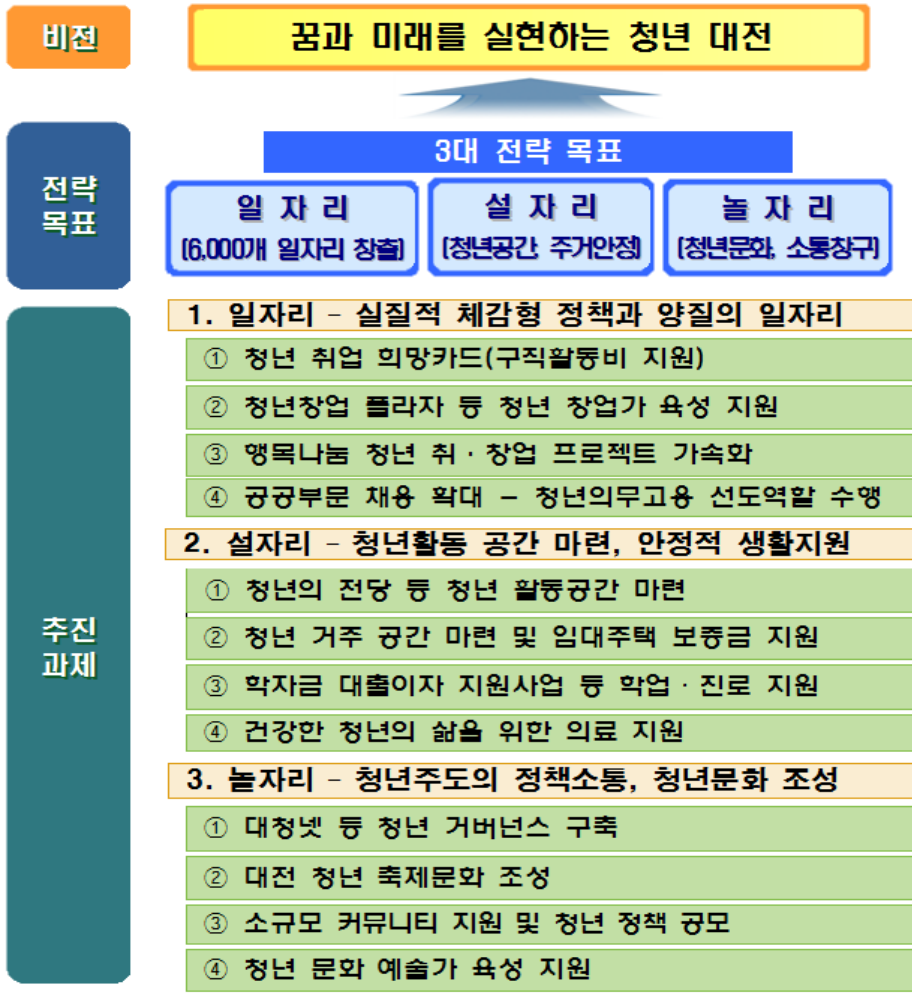 비전
꿈과 미래를 실현하는 청년 대전
전략
목표
3대 전략 목표
일 자 리
(6,000개 일자리 창출)
설 자 리
(청년공간, 주거안정)
놀 자 리
(청년문화, 소통창구)
추진
과제
1. 일자리 - 실질적 체감형 정책과 양질의 일자리
① 청년 취업 희망카드(구직활동비 지원)
② 청년창업 플라자 등 청년 창업가 육성 지원
③ 행복나눔 청년 취·창업 프로젝트 가속화
④ 공공부문 채용 확대 – 청년의무고용 선도역할 수행
2. 설자리 - 청년활동 공간 마련, 안정적 생활지원
① 청년의 전당 등 청년 활동공간 마련
② 청년 거주 공간 마련 및 임대주택 보증금 지원
③ 학자금 대출이자 지원사업 등 학업·진로 지원
④ 건강한 청년의 삶을 위한 의료 지원
3. 놀자리 - 청년주도의 정책소통, 청년문화 조성
① 대청넷 등 청년 거버넌스 구축
② 대전 청년 축제문화 조성
③ 소규모 커뮤니티 지원 및 청년 정책 공모
④ 청년 문화 예술가 육성 지원